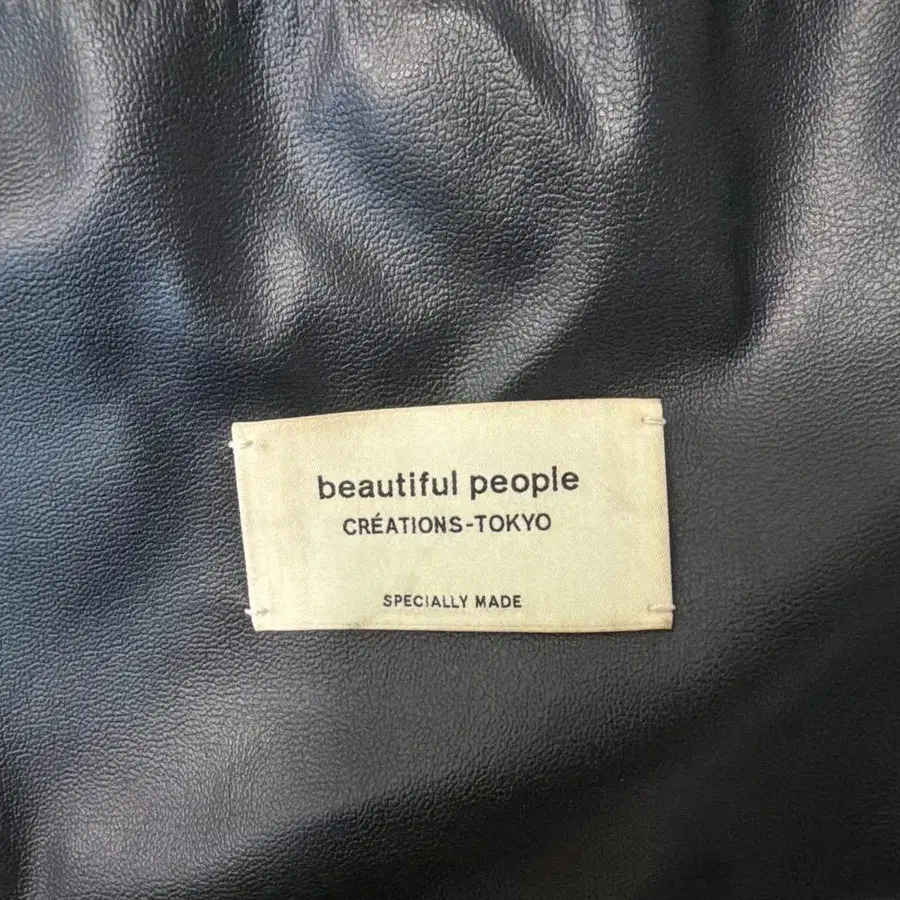 beautiful people
CRÉATIONS-TOKYO
SPECIALLY MADE